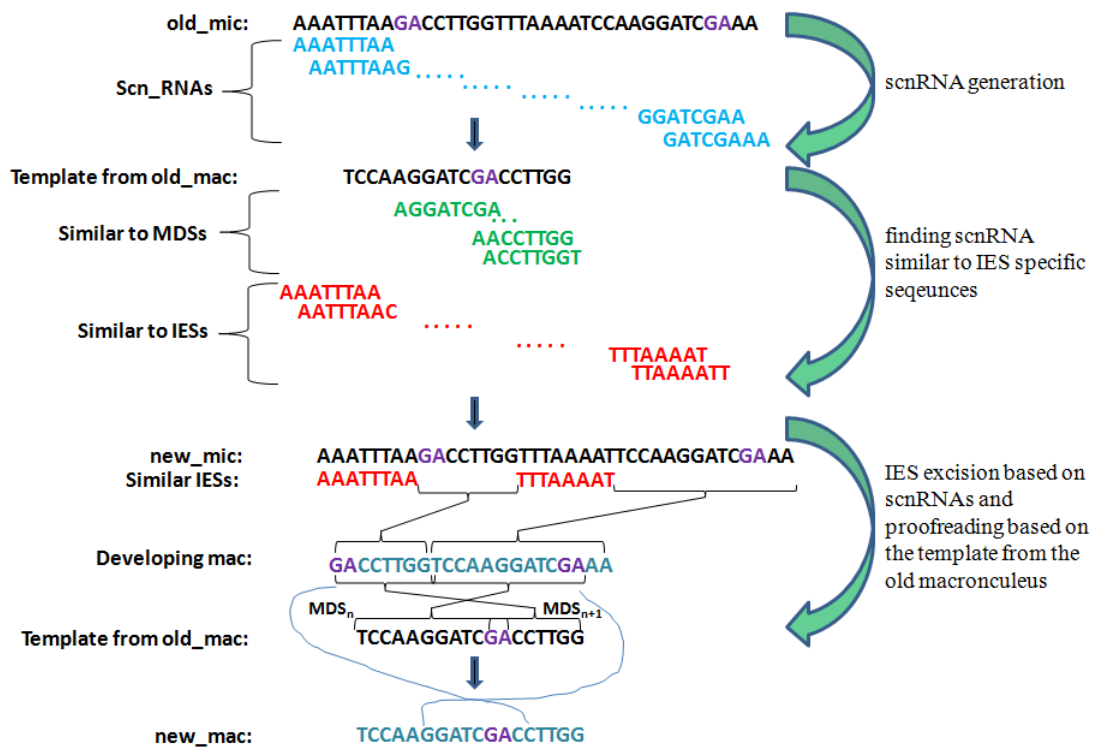 old_mic: AAATTTAAGACCTTGGTTTAAAATCCAAGGATCGAAA
AAATTTAA
AATTTAAG
Scn_RNAs
scnRNA generation
GGATCGAA
GATCGAAA
Template from old_mac: TCCAAGGATCGACCTTGG
AGGATCGA
Similar to MDSs
AACCTTGG
ACCTTGGT
finding scnRNA
similar to IES specific
seqeunces
AAATTTAA
AATTTAAC
Similar to IESs
TTTAAAAT
TTAAAATT
new_mic: AAATTTAAGACCTTGGTTTAAAATTCCAAGGATCGAAA
Similar IESs: AAATTTAA TTTAAAAT
IES excision based on
scnRNAs and
proofreading based on
the template from the
old macronculeus
Developing mac: GACCTTGGTCCAAGGATCGAAA
MDSn MDSn+1
Template from old_mac: TCCAAGGATCGACCTTGG
new_mac: TCCAAGGATCGACCTTGG